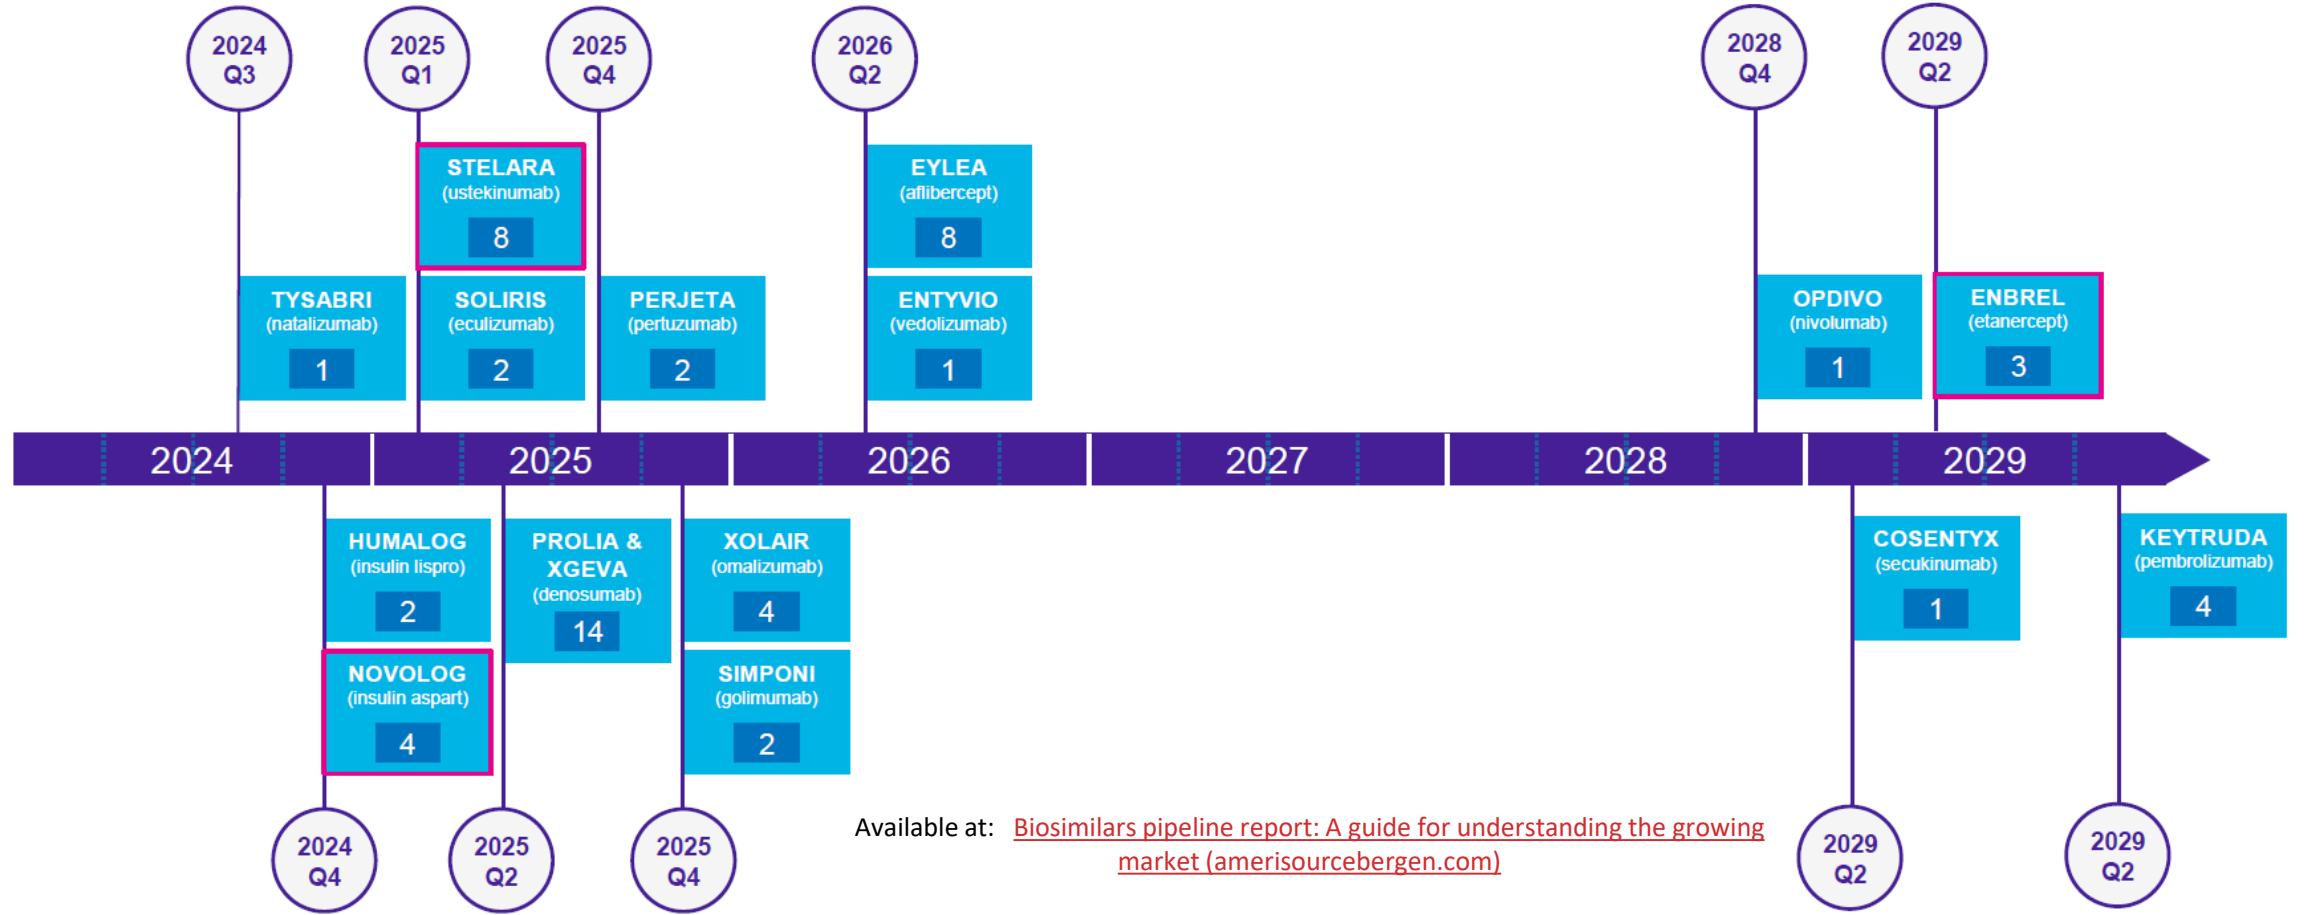 2024
Q3
2025
Q1
2025
Q4
2026
Q2
2028
Q4
2029
Q2
STELARA
(ustekinumab)
8
EYLEA
(aflibercept)
8
TYSABRI
(natalizumab)
1
SOLIRIS
(eculizumab)
2
PERJETA
(pertuzumab)
2
ENTYVIO
(vedolizumab)
1
OPDIVO
(nivolumab)
1
ENBREL
(etanercept)
3
2024
2025
2026
2027
2028
2029
HUMALOG
(insulin lispro)
2
PROLIA &
XGEVA
(denosumab)
14
XOLAIR
(omalizumab)
4
COSENTYX
(secukinumab)
1
KEYTRUDA
(pembrolizumab)
4
NOVOLOG
(insulin aspart)
4
SIMPONI
(golimumab)
2
Available at: Biosimilars pipeline report: A guide for understanding the growing
market (amerisourcebergen.com)
2024
Q4
2025
Q2
2025
Q4
2029
Q2
2029
Q2